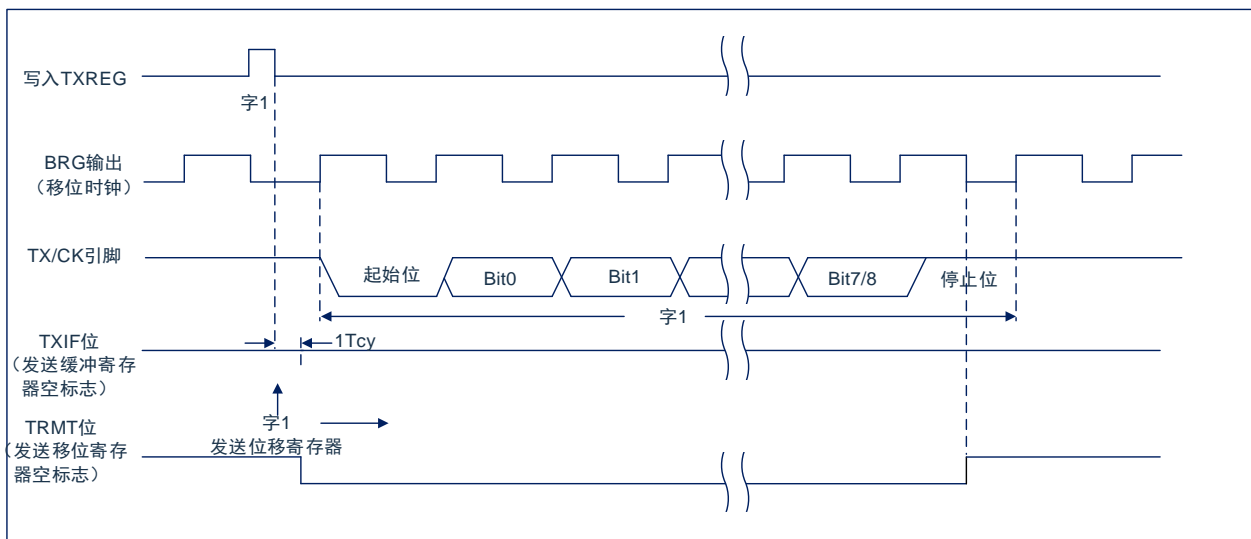 写入TXREG
字1
BRG输出
（移位时钟）
TX/CK引脚
起始位
Bit0
Bit1
Bit7/8
停止位
字1
TXIF位
（发送缓冲寄存
器空标志）
1Tcy
字1
发送位移寄存器
TRMT位
（发送移位寄存
器空标志）